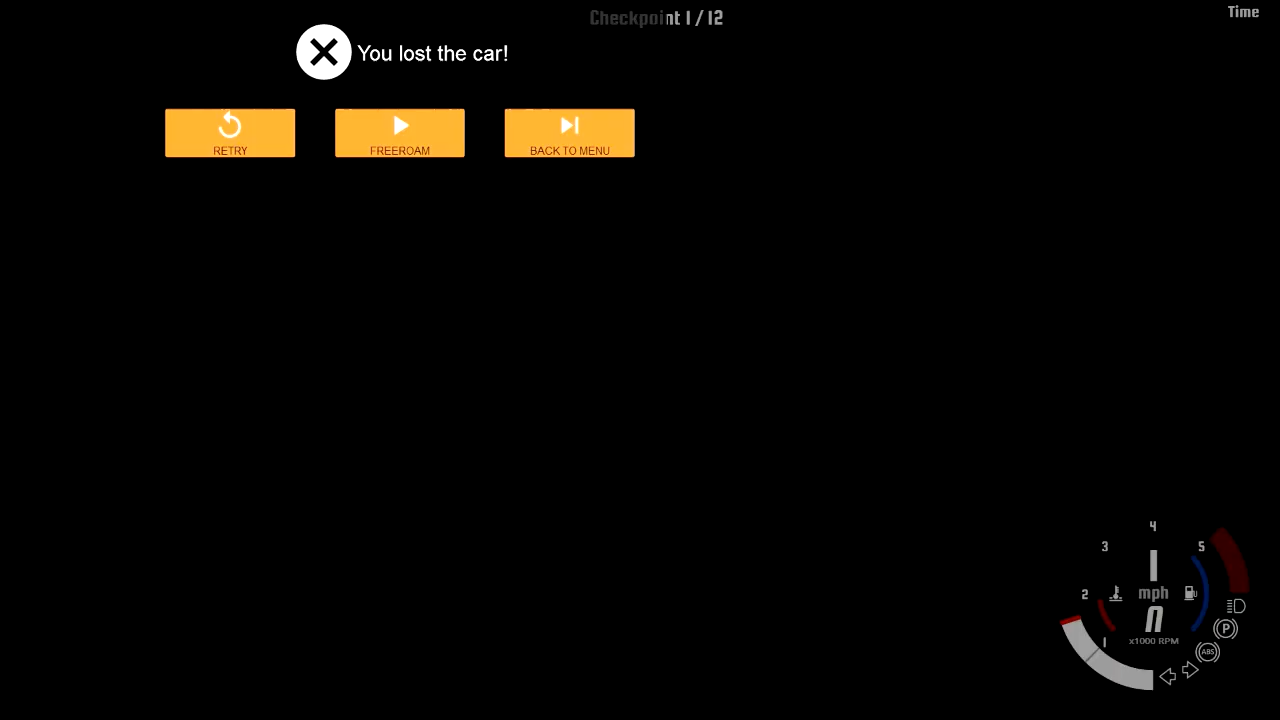 Checkpoint 1 / 12
Time
You lost the car!
RETRY
FREEROAM
BACK TO MENU
4
3
5
2
1
mph
n
x1000 RPM
1
P
ABS